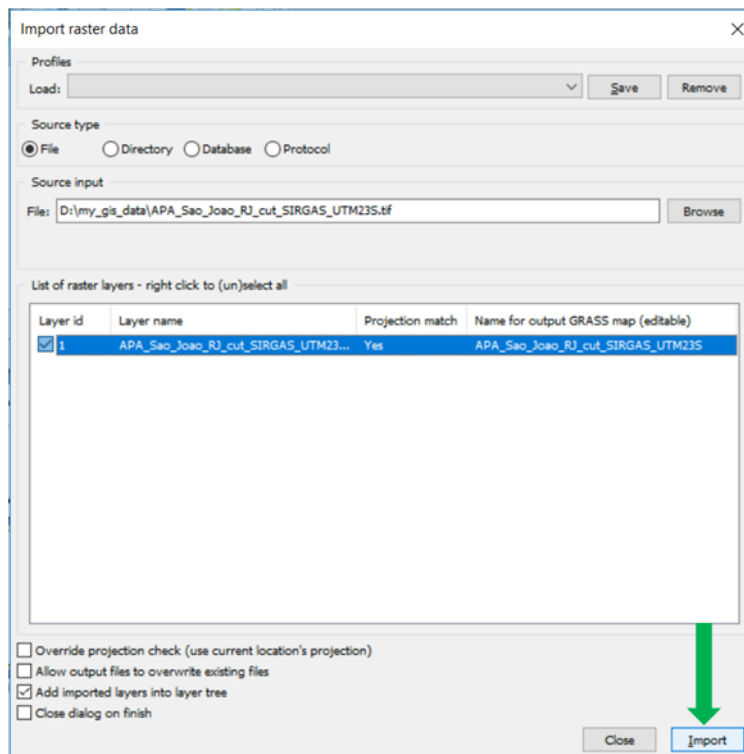 Import raster data
Profiles
Load: Save Remove
Source type
File Directory Database Protocol
Source input
File: D:\my_gis_data\APA_Sao_Joao_RJ_cut_SIRGAS_UTM23S.tif Browse
List of raster layers - right click to (un)select all
Layer id Layer name Projection match Name for output GRASS map (editable)
1 APA_Sao_Joao_RJ_cut_SIRGAS_UTM23... Yes APA_Sao_Joao_RJ_cut_SIRGAS_UTM23S
Override projection check (use current location's projection)
Allow output files to overwrite existing files
Add imported layers into layer tree
Close dialog on finish
Close Import